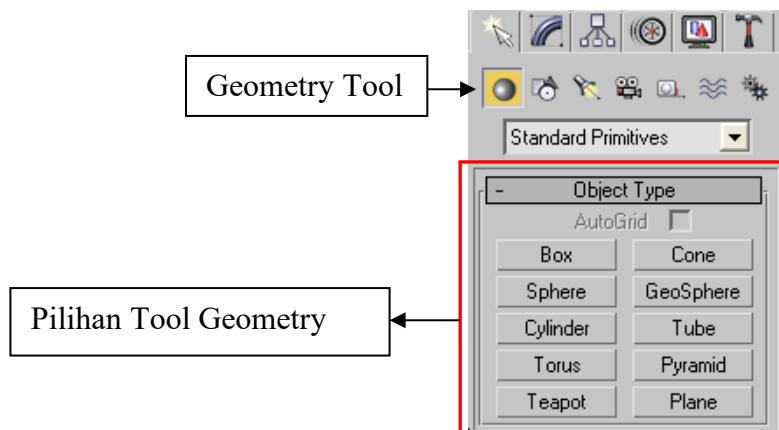 Geometry Tool
Standard Primitives
- Object Type
AutoGrid
Box Cone
Sphere GeoSphere
Pilihan Tool Geometry
Cylinder Tube
Torus Pyramid
Teapot Plane